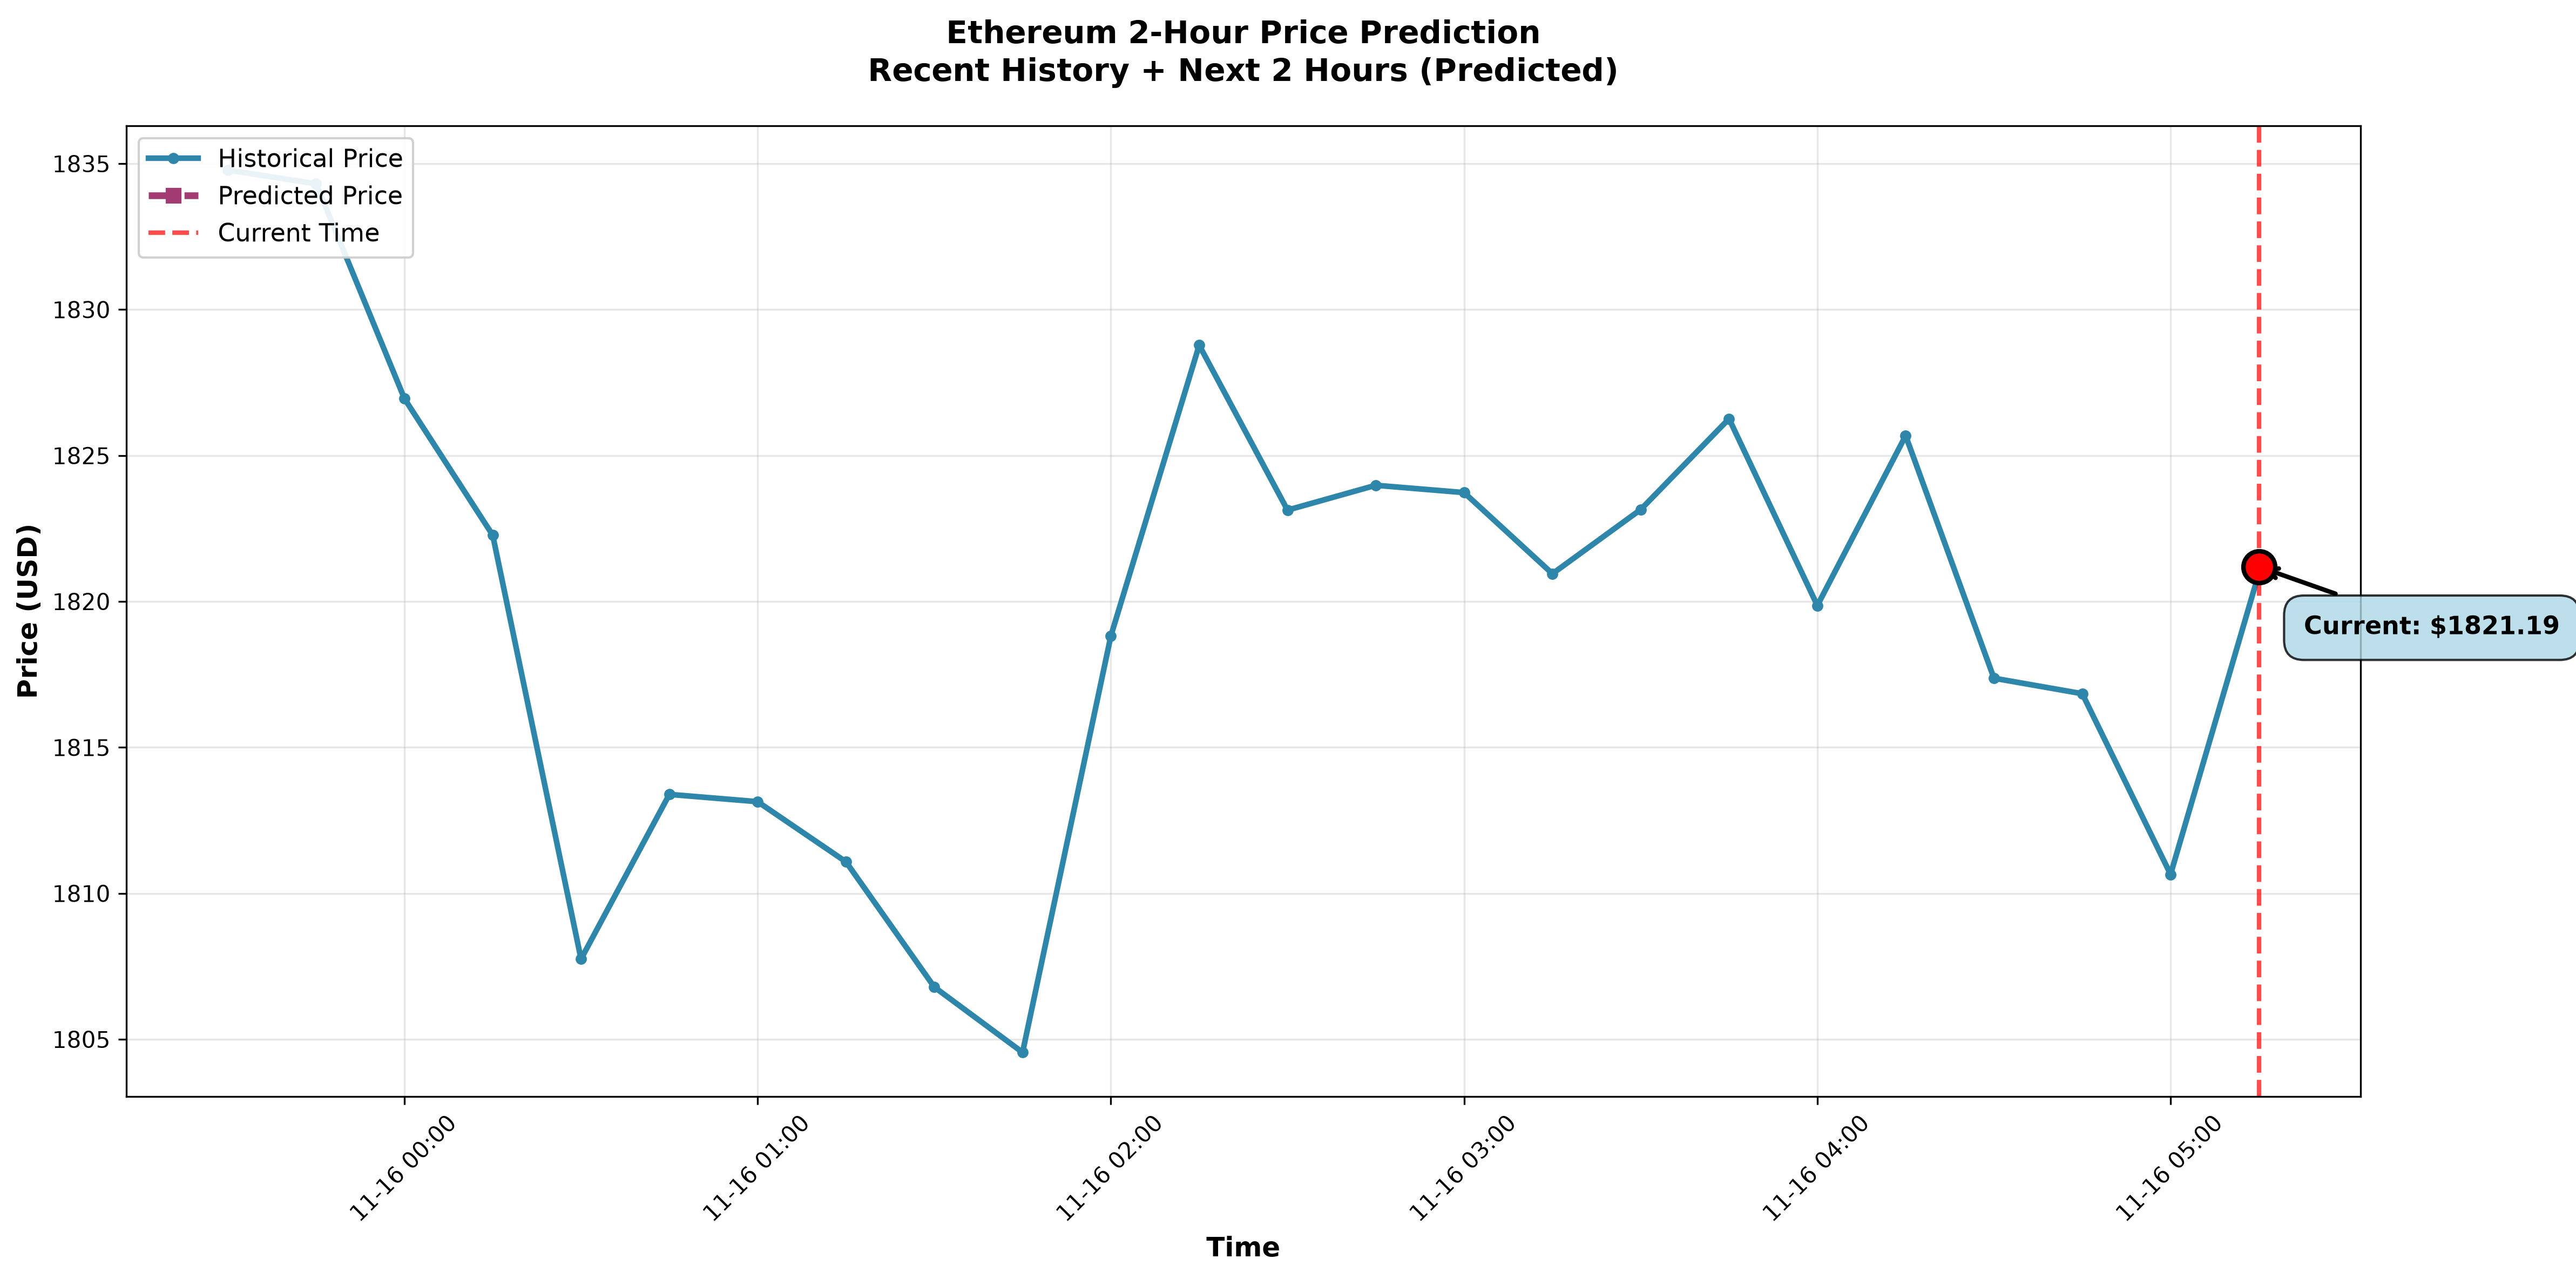 Ethereum 2-Hour Price Prediction
Recent History + Next 2 Hours (Predicted)
Historical Price
Predicted Price
Current Time
Price (USD)
1835
1830
1825
1820
1815
1810
1805
Current: $1821.19
11-16 00:00
11-16 01:00
11-16 02:00
11-16 03:00
11-16 04:00
11-16 05:00
Time